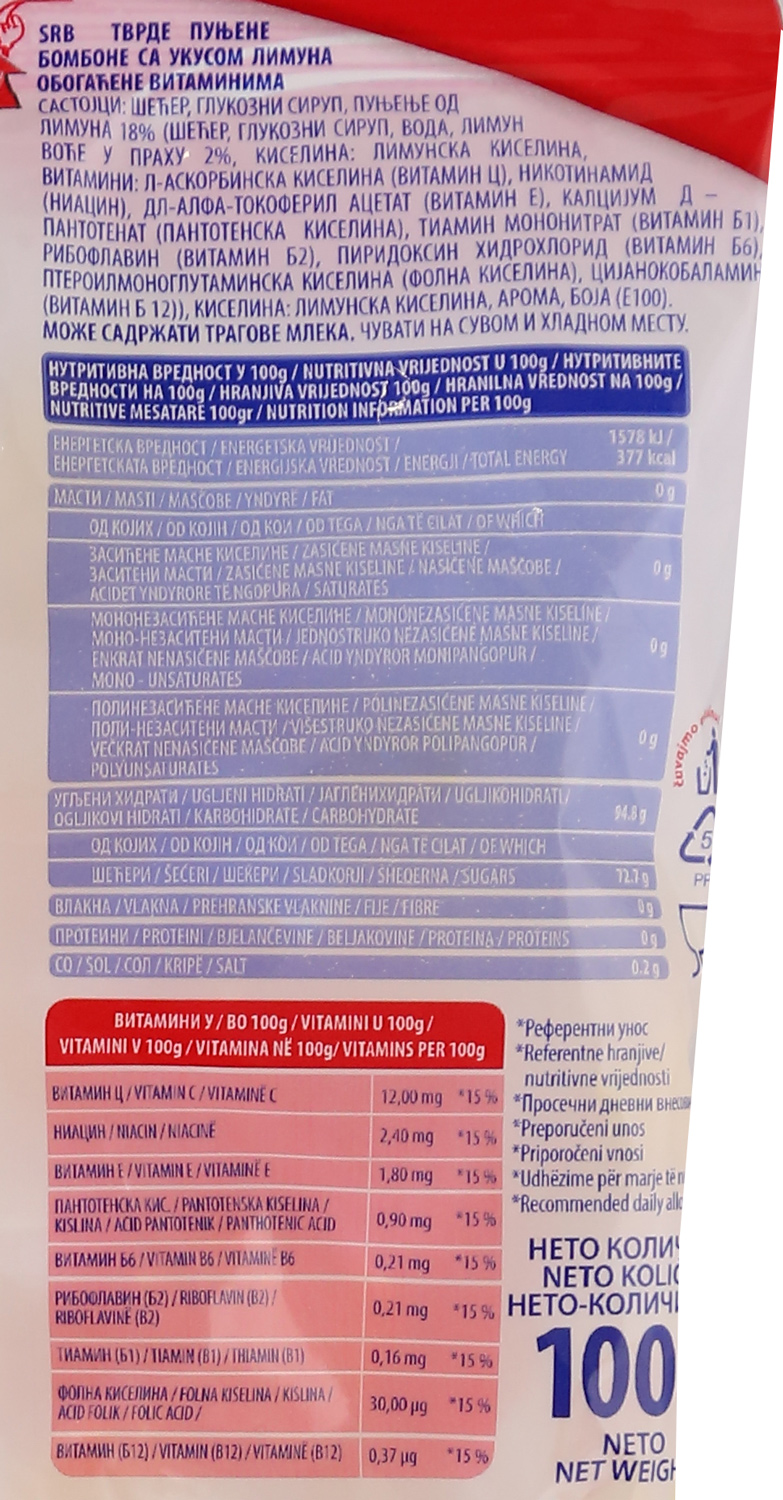 SRB ТВРДЕ ПУЊЕНЕ
БОМБОНЕ СА УКУСОМ ЛИМУНА
ОБОГАЋЕНЕ ВИТАМИНИМА
САСТОЈЦИ: ШЕЋЕР, ГЛУКОЗНИ СИРУП, ПУЊЕЊЕ ОД
ЛИМУНА 18% (ШЕЋЕР, ГЛУКОЗНИ СИРУП, ВОДА, ЛИМУН
ВОЋЕ У ПРАХУ 2%, КИСЕЛИНА: ЛИМУНСКА КИСЕЛИНА,
ВИТАМИНИ: Л-АСКОРБИНСКА КИСЕЛИНА (ВИТАМИН Ц), НИКОТИНАМИД
(НИАЦИН), ДЛ-АЛФА-ТОКОФЕРИЛ АЦЕТАТ (ВИТАМИН Е), КАЛЦИЈУМ Д –
ПАНТОТЕНАТ (ПАНТОТЕНСКА КИСЕЛИНА), ТИАМИН МОНОНИТРАТ (ВИТАМИН Б1),
РИБОФЛАВИН (ВИТАМИН Б2), ПИРИДОКСИН ХИДРОХЛОРИД (ВИТАМИН Б6),
ПТЕРОИЛМОНОГЛУТАМИНСКА КИСЕЛИНА (ФОЛНА КИСЕЛИНА), ЦИЈАНОКОБАЛАМИН
(ВИТАМИН Б 12)), КИСЕЛИНА: ЛИМУНСКА КИСЕЛИНА, АРОМА, БОЈА (Е100).
МОЖЕ САДРЖАТИ ТРАГОВЕ МЛЕКА. ЧУВАТИ НА СУВОМ И ХЛАДНОМ МЕСТУ.
НУТРИТИВНА ВРЕДНОСТ У 100g / NUTRITIVNA VRIJEDNOST U 100g / НУТРИТИВНИТЕ
ВРЕДНОСТИ НА 100g / HRANJIVA VRIJEDNOST 100g / HRANILNA VREDNOST NA 100g /
NUTRITIVE MESATARE 100gr / NUTRITION INFORMATION PER 100g
ЕНЕРГЕТСКА ВРЕДНОСТ / ENERGETSKA VRIJEDNOST / 1578 kJ /
ЕНЕРГЕТСКАТА ВРЕДНОСТ / ENERGIJSKA VREDNOST / ENERGJI / TOTAL ENERGY 377 kcal
МАСТИ / MASTI / MAŠČOBE / YNDYRË / FAT 0 g
ОД КОЈИХ / OD KOJIH / ОД КОИ / OD TEGA / NGA TË CILAT / OF WHICH
ЗАСИЋЕНЕ МАСНЕ КИСЕЛИНЕ / ZASIĆENE MASNE KISELINE /
ЗАСИТЕНИ МАСТИ / ZASIĆENE MASNE KISELINE / NASIČENE MAŠČOBE / 0 g
ACIDET YNDYRORE TË NGOPURA / SATURATES
МОНОНЕЗАСИЋЕНЕ МАСНЕ КИСЕЛИНЕ / MONONEZASIĆENE MASNE KISELINE /
МОНО-НЕЗАСИТЕНИ МАСТИ / JEDNOSTRUKO NEZASIĆENE MASNE KISELINE / 0 g
ENKRAT NENASIČENE MAŠČOBE / ACID YNDYROR MONIPANGOPUR /
MONO - UNSATURATES
ПОЛИНЕЗАСИЋЕНЕ МАСНЕ КИСЕЛИНЕ / POLINEZASIĆENE MASNE KISELINE /
ПОЛИ-НЕЗАСИТЕНИ МАСТИ / VIŠESTRUKO NEZASIĆENE MASNE KISELINE / 0 g
VEČKRAT NENASIČENE MAŠČOBE / ACID YNDYROR POLIPANGOPUR /
POLYUNSATURATES
УГЉЕНИ ХИДРАТИ / UGLJENI HIDRATI / ЈАГЛЕНИХИДРАТИ / UGLJIKOHIDRATI /
OGLJIKOVI HIDRATI / KARBOHIDRATE / CARBOHYDRATE 94.8 g
ОД КОЈИХ / OD KOJIH / ОД КОИ / OD TEGA / NGA TË CILAT / OF WHICH
ШЕЋЕРИ / ŠEĆERI / ШЕЌЕРИ / SLADKORJI / SHEQERNA / SUGARS 72.7 g
ВЛАКНА / VLAKNA / PREHRANSKE VLAKNINE / FIJE / FIBRE 0 g
ПРОТЕИНИ / PROTEINI / BJELANČEVINE / BELJAKOVINE / PROTEINA / PROTEINS 0 g
СО / SOL / СОЛ / KRIPË / SALT 0.2 g
čuvajmo
ВИТАМИНИ У / ВО 100g / VITAMINI U 100g /
VITAMINI V 100g / VITAMINA NË 100g/ VITAMINS PER 100g
ВИТАМИН Ц / VITAMIN C / VITAMINË C 12,00 mg *15 %
НИАЦИН / NIACIN / NIACINË 2,40 mg *15 %
ВИТАМИН Е / VITAMIN E / VITAMINË E 1,80 mg *15 %
ПАНТОТЕНСКА КИС. / PANTOTENSKA KISELINA /
KISLINA / ACID PANTOTENIK / PANTHOTENIC ACID 0,90 mg *15 %
ВИТАМИН Б6 / VITAMIN B6 / VITAMINË B6 0,21 mg *15 %
РИБОФЛАВИН (Б2) / RIBOFLAVIN (B2) /
RIBOFLAVINË (B2) 0,21 mg *15 %
ТИАМИН (Б1) / TIAMIN (B1) / THIAMIN (B1) 0,16 mg *15 %
ФОЛНА КИСЕЛИНА / FOLNA KISELINA / KISLINA /
ACID FOLIK / FOLIC ACID / 30,00 µg *15 %
ВИТАМИН (Б12) / VITAMIN (B12) / VITAMINË (B12) 0,37 µg *15 %
*Референтни унос
*Referentne hranjive/
nutritivne vrijednosti
*Просечни дневни
*Preporučeni unos
*Priporočeni vnosi
*Udhëzime për marje të
*Recommended daily
НЕТО
NETO
НЕТО-
100
NETO
NET